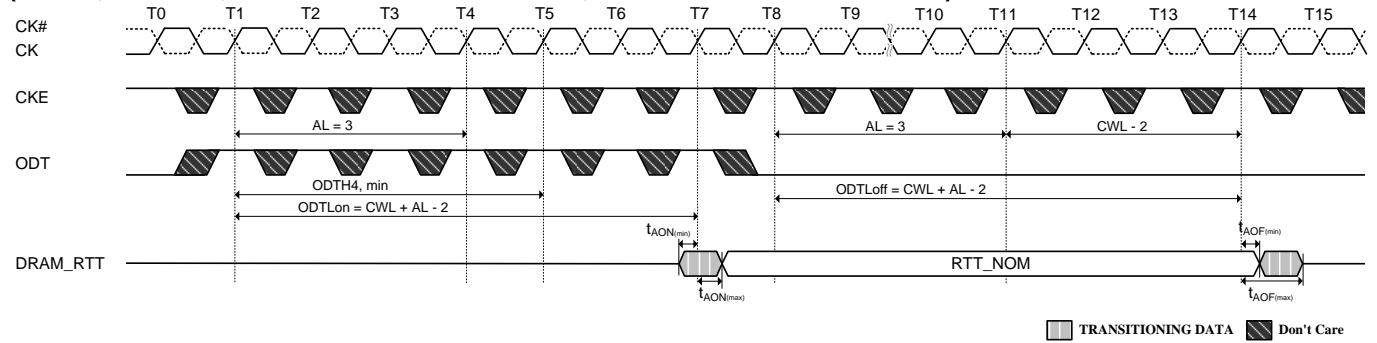 T0 T1 T2 T3 T4 T5 T6 T7 T8 T9 T10 T11 T12 T13 T14 T15
CK#
CK
CKE
AL = 3 AL = 3 CWL - 2
ODT
ODTH4, min ODTLoff = CWL + AL - 2
ODTLon = CWL + AL - 2
tAON(min) tAOF(min)
DRAM_RTT RTT_NOM
tAON(max) tAOF(max)
TRANSITIONING DATA Don't Care